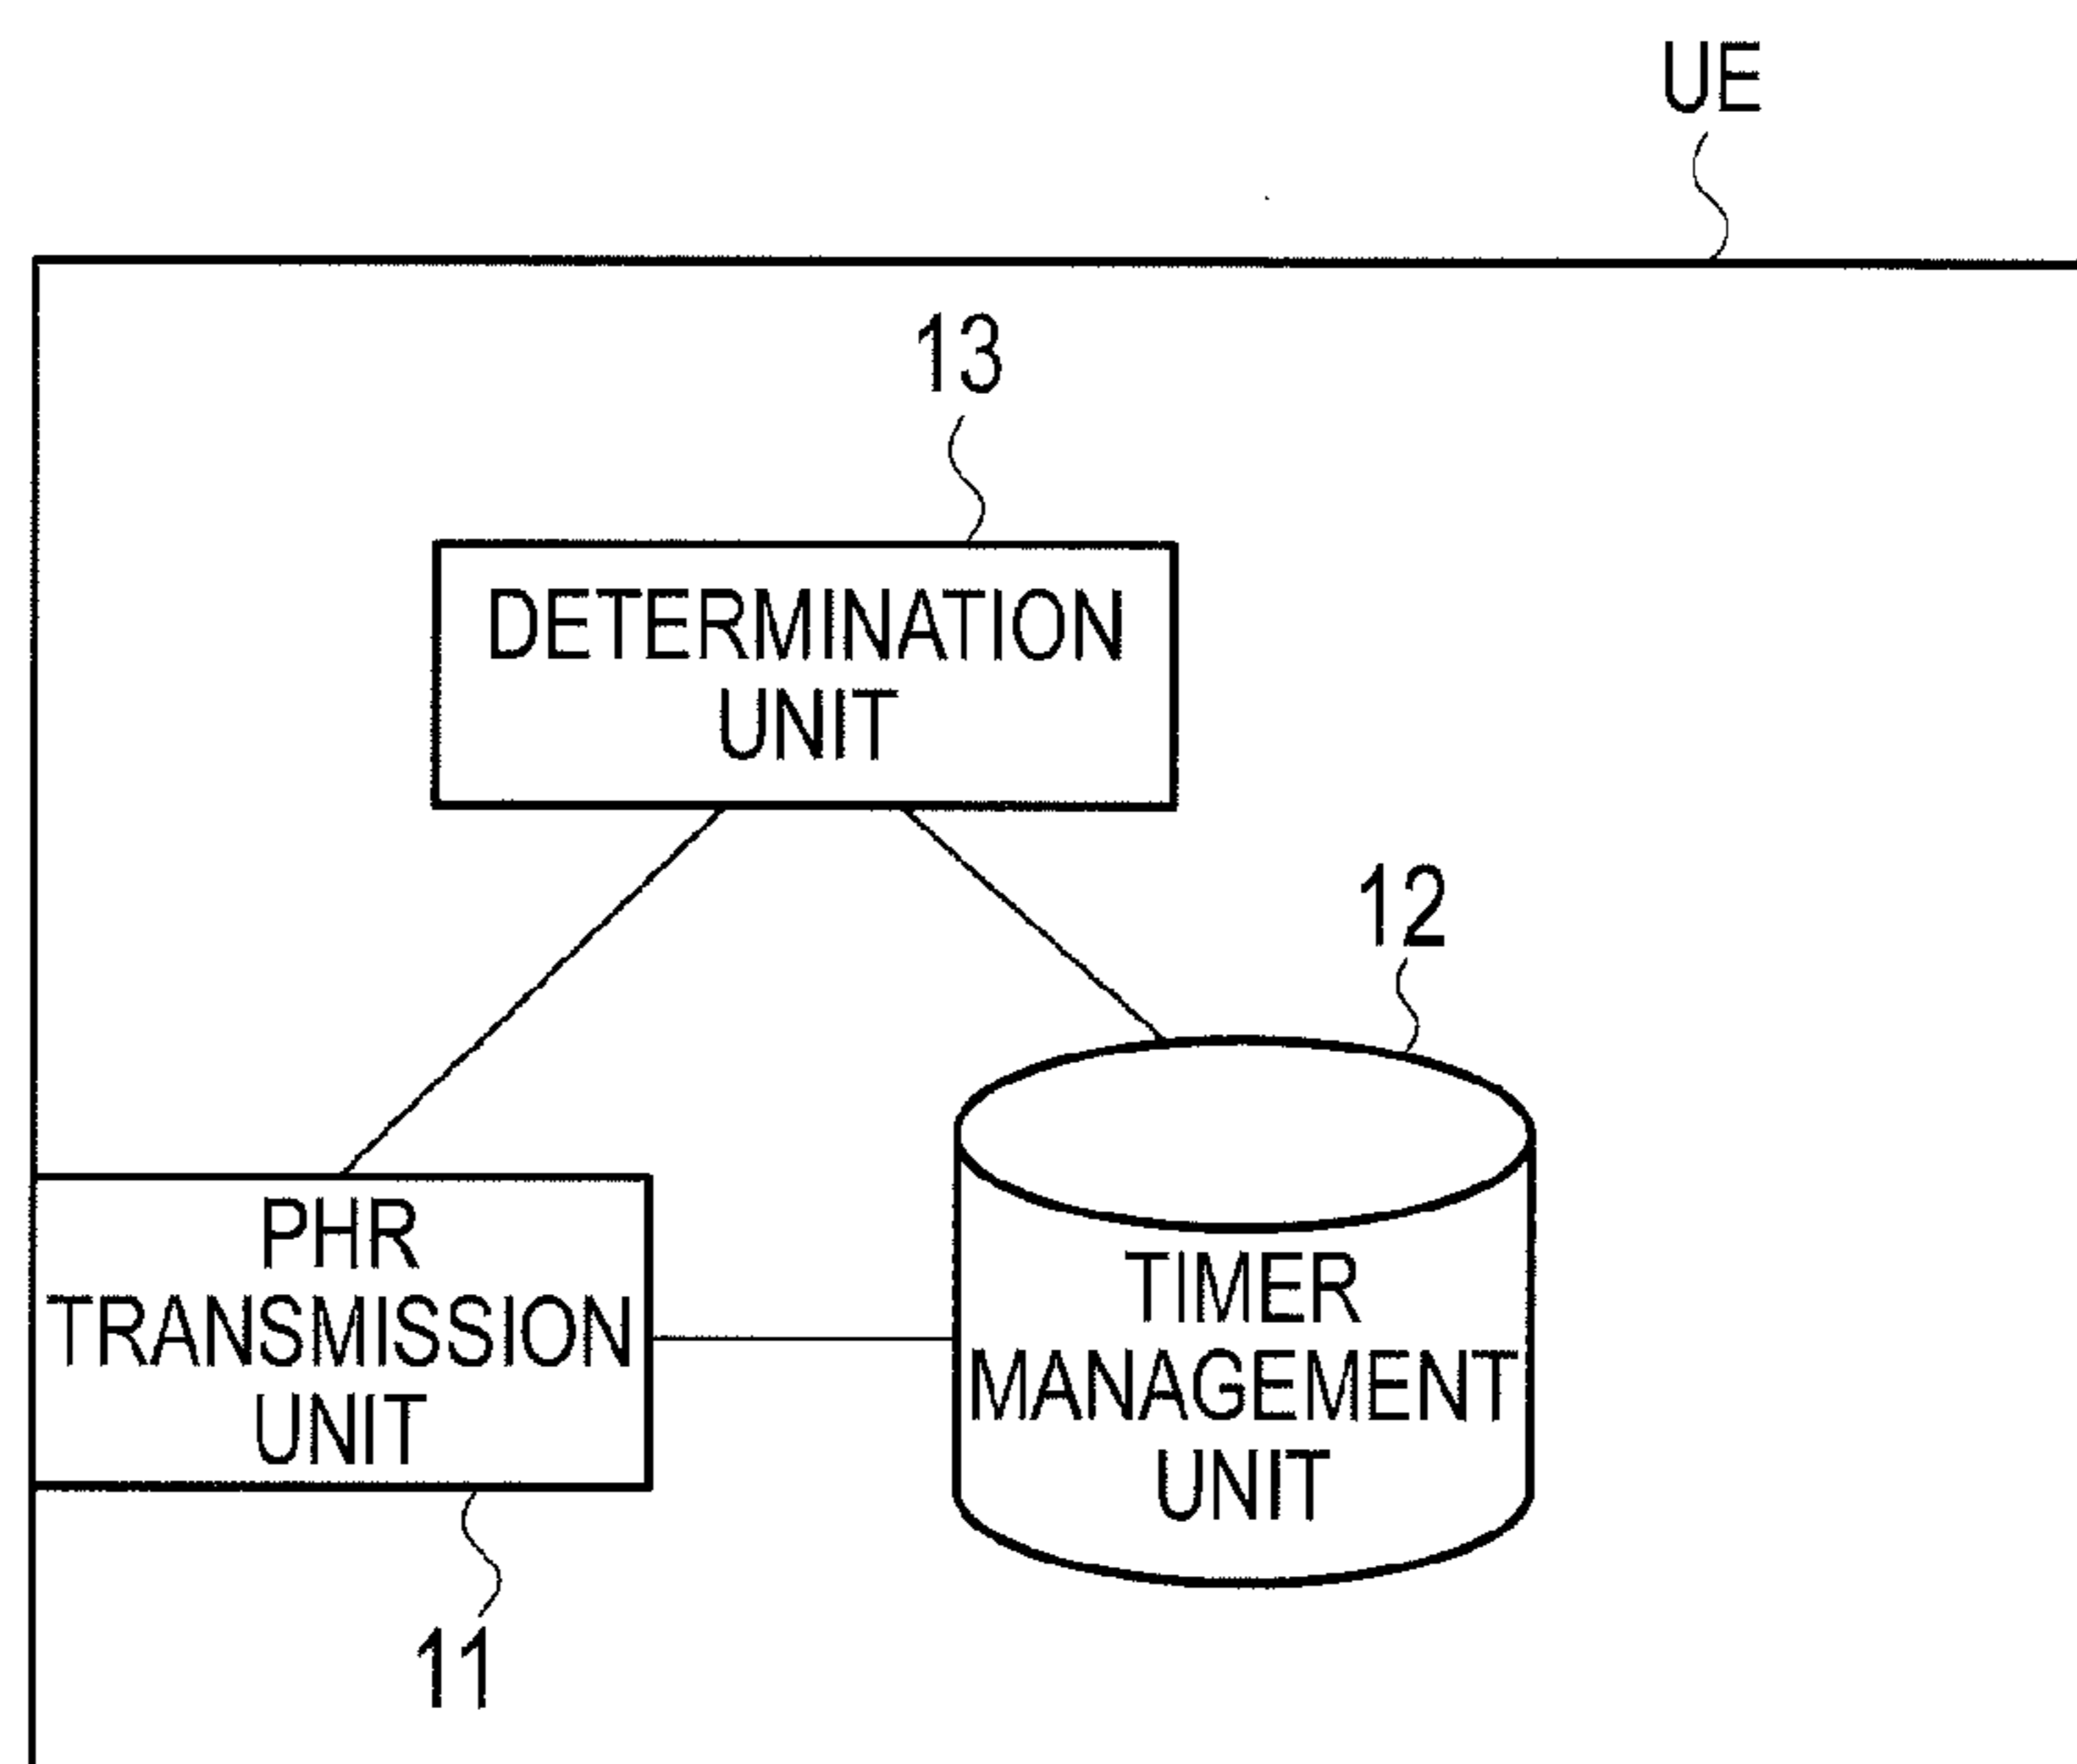 UE
13
DETERMINATION
UNIT
12
PHR
TRANSMISSION
UNIT
TIMER
MANAGEMENT
UNIT
11